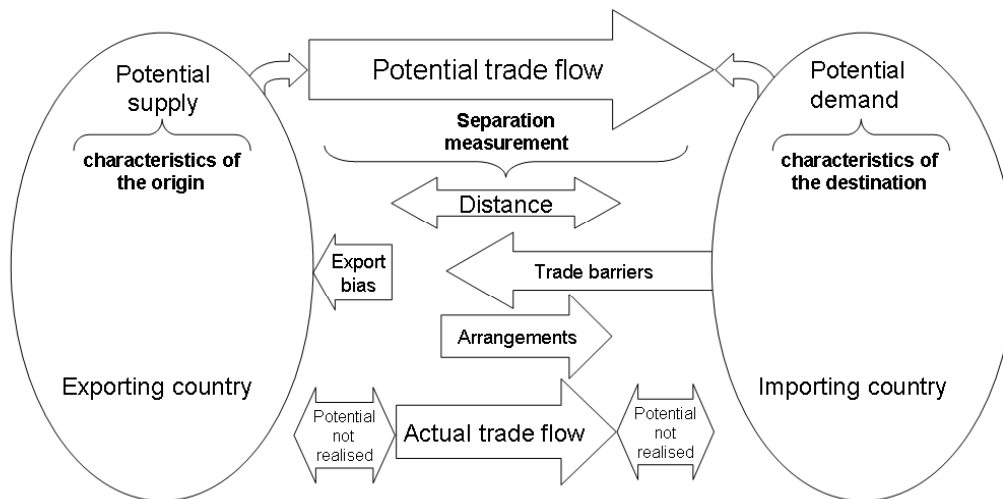 Potential
supply
characteristics of
the origin
Exporting country
Potential trade flow
Separation
measurement
Distance
Export
bias
Trade barriers
Arrangements
Potential
not
realised
Actual trade flow
Potential
not
realised
Potential
demand
characteristics of
the destination
Importing country